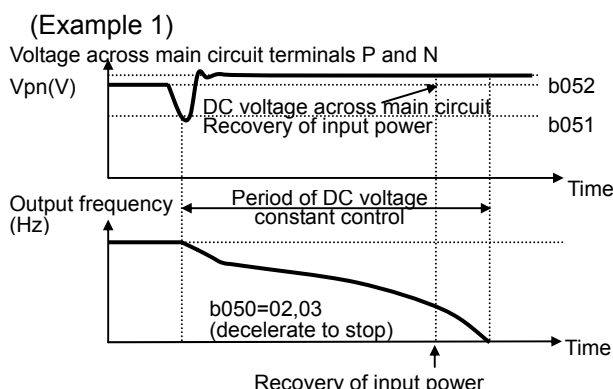 (Example 1)
Voltage across main circuit terminals P and N
Vpn(V)
b052
DC voltage across main circuit
Recovery of input power
b051
Time
Output frequency
(Hz)
Period of DC voltage
constant control
b050=02,03
(decelerate to stop)
Time
Recovery of input power